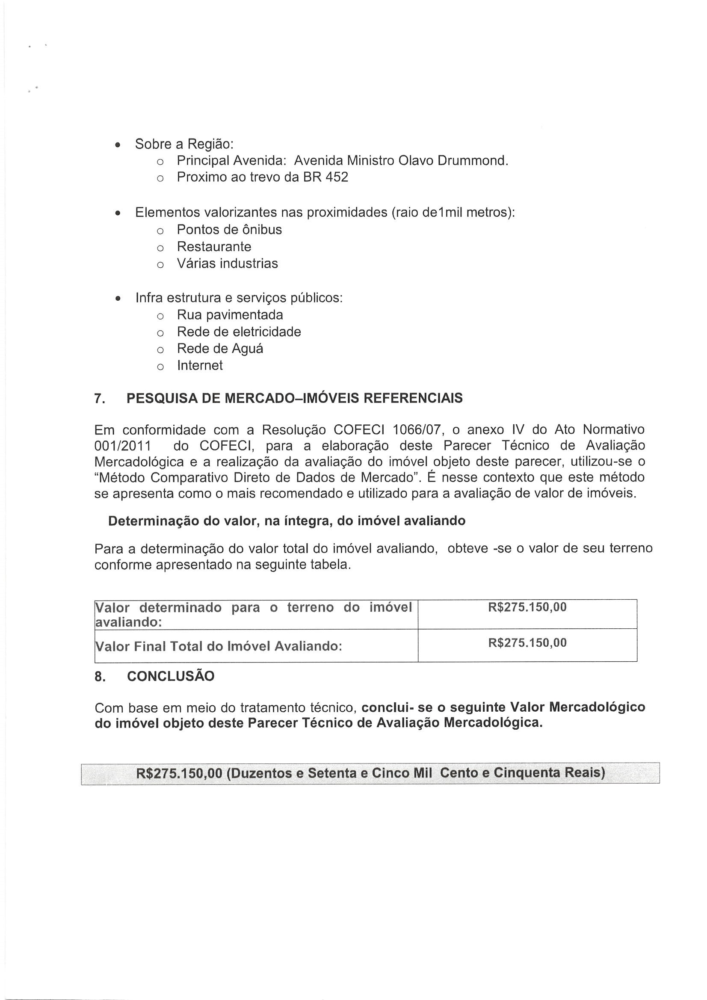 • Sobre a Região:
o Principal Avenida: Avenida Ministro Olavo Drummond.
o Proximo ao trevo da BR 452
• Elementos valorizantes nas proximidades (raio de1mil metros):
o Pontos de ônibus
o Restaurante
o Várias industrias
• Infra estrutura e serviços públicos:
o Rua pavimentada
o Rede de eletricidade
o Rede de Aguá
o Internet
7. PESQUISA DE MERCADO–IMÓVEIS REFERENCIAIS
Em conformidade com a Resolução COFECI 1066/07, o anexo IV do Ato Normativo
001/2011 do COFECI, para a elaboração deste Parecer Técnico de Avaliação
Mercadológica e a realização da avaliação do imóvel objeto deste parecer, utilizou-se o
“Método Comparativo Direto de Dados de Mercado”. É nesse contexto que este método
se apresenta como o mais recomendado e utilizado para a avaliação de valor de imóveis.
Determinação do valor, na íntegra, do imóvel avaliando
Para a determinação do valor total do imóvel avaliando, obteve -se o valor de seu terreno
conforme apresentado na seguinte tabela.
Valor determinado para o terreno do imóvel R$275.150,00
avaliando:
Valor Final Total do Imóvel Avaliando: R$275.150,00
8. CONCLUSÃO
Com base em meio do tratamento técnico, conclui- se o seguinte Valor Mercadológico
do imóvel objeto deste Parecer Técnico de Avaliação Mercadológica.
R$275.150,00 (Duzentos e Setenta e Cinco Mil Cento e Cinquenta Reais)